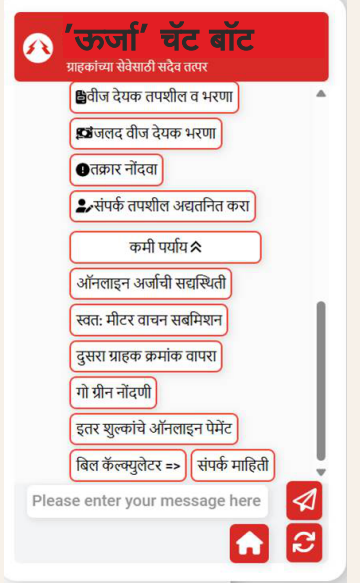 'ऊर्जा' चॅट बॉट
ग्राहकांच्या सेवेसाठी सदैव तत्पर
वीज देयक तपशील व भरणा
जलद वीज देयक भरणा
तक्रार नोंदवा
संपर्क तपशील अद्यतनित करा
कमी पर्याय
ऑनलाइन अर्जाची सद्यस्थिती
स्वत: मीटर वाचन सबमिशन
दुसरा ग्राहक क्रमांक वापरा
गो ग्रीन नोंदणी
इतर शुल्कांचे ऑनलाइन पेमेंट
बिल कॅल्क्युलेटर => संपर्क माहिती
Please enter your message here